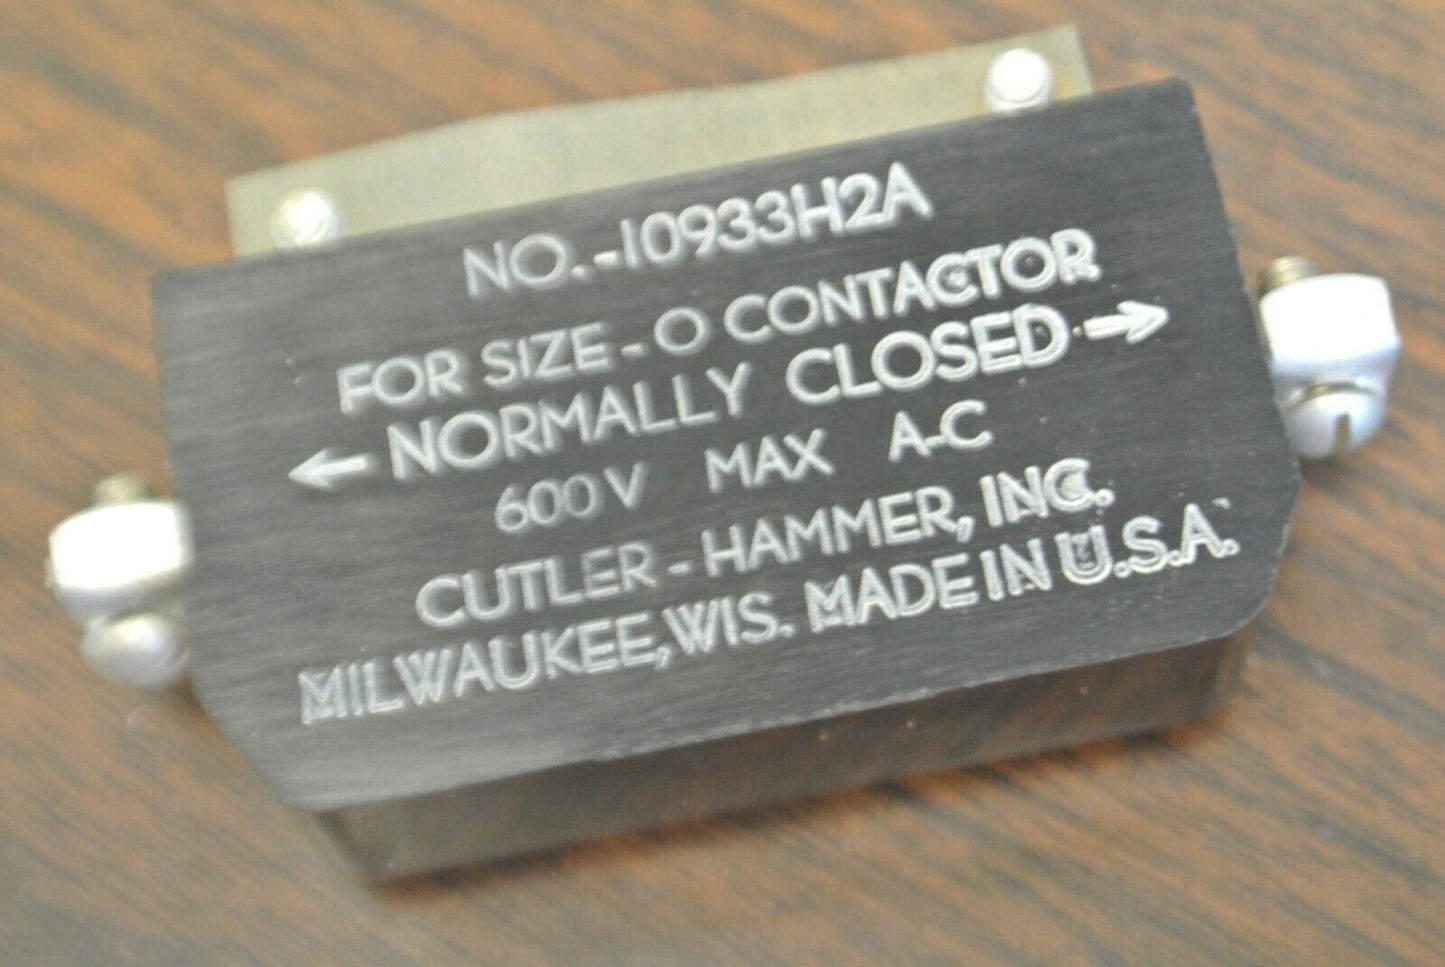 NO.-10933H2A
FOR SIZE-O CONTACTOR
← NORMALLY CLOSED →
600V MAX A-C
CUTLER-HAMMER, INC.
MILWAUKEE, WIS. MADE IN U.S.A.